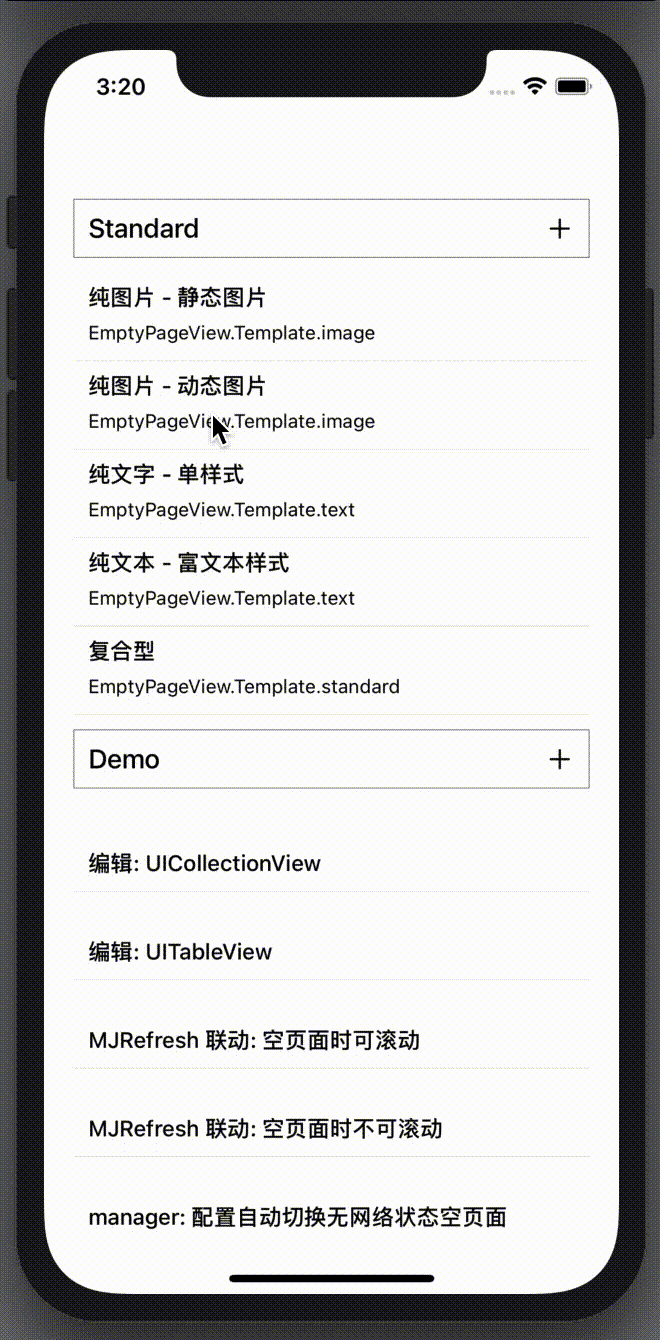 3:20
Standard
纯图片 - 静态图片
EmptyPageView.Template.image
纯图片 - 动态图片
EmptyPageView.Template.image
纯文字 - 单样式
EmptyPageView.Template.text
纯文本 - 富文本样式
EmptyPageView.Template.text
复合型
EmptyPageView.Template.standard
Demo
编辑: UICollectionView
编辑: UITableView
MJRefresh 联动: 空页面时可滚动
MJRefresh 联动: 空页面时不可滚动
manager: 配置自动切换无网络状态空页面